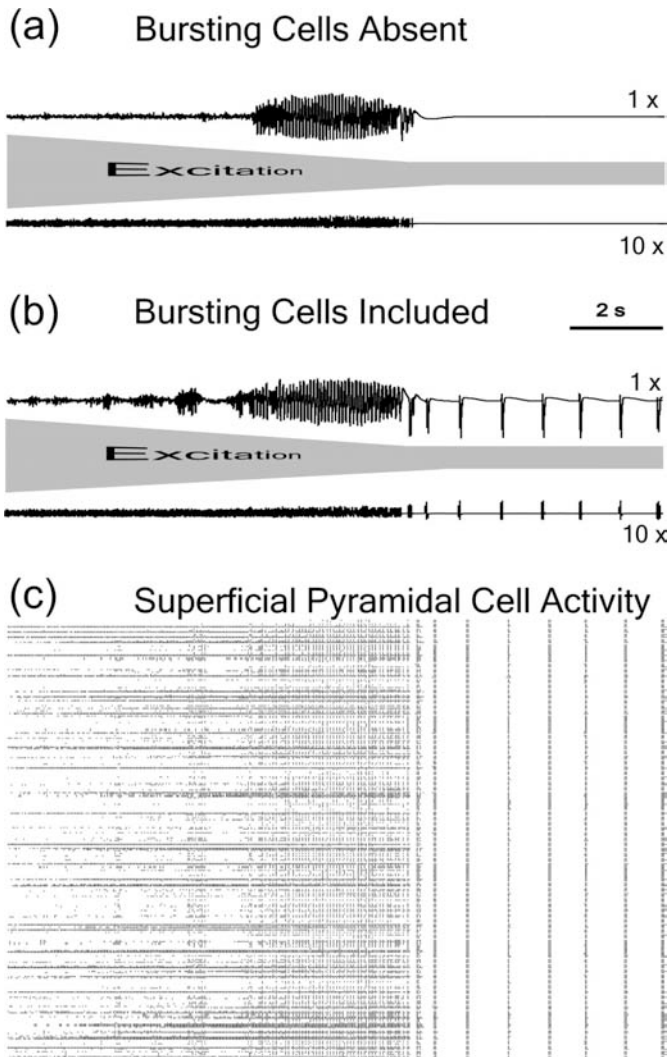 (a) Bursting Cells Absent
1 x
Excitation
10 x
(b) Bursting Cells Included
2 s
1 x
Excitation
10 x
(c) Superficial Pyramidal Cell Activity